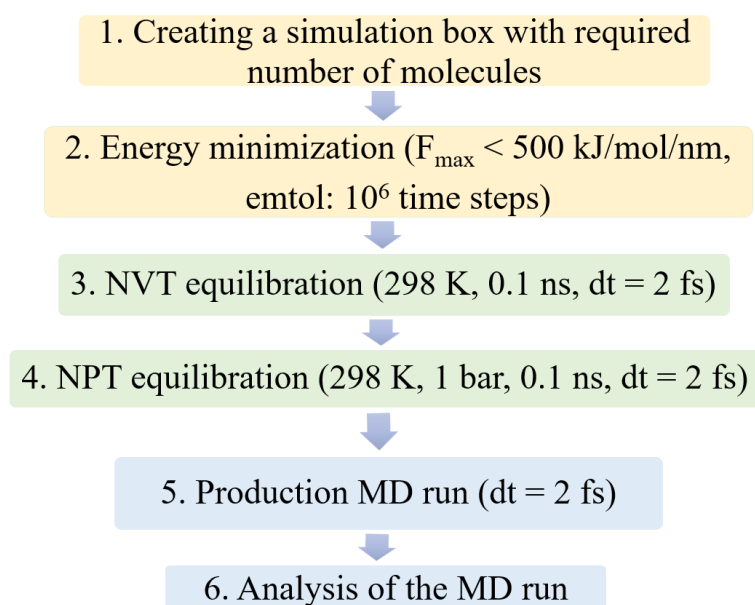 1. Creating a simulation box with required
number of molecules
2. Energy minimization (Fmax < 500 kJ/mol/nm,
emtol: 10⁶ time steps)
3. NVT equilibration (298 K, 0.1 ns, dt = 2 fs)
4. NPT equilibration (298 K, 1 bar, 0.1 ns, dt = 2 fs)
5. Production MD run (dt = 2 fs)
6. Analysis of the MD run